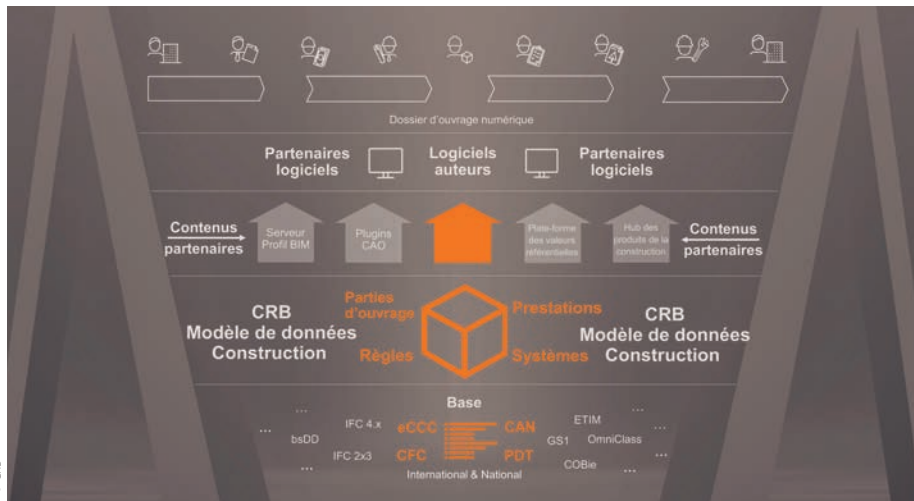 Dossier d'ouvrage numérique
Partenaires
logiciels
Logiciels
auteurs
Partenaires
logiciels
Contenus
partenaires
Serveur
Profil BIM
Plugins
CAO
Plate-forme
des valeurs
référentielles
Hub des
produits de la
construction
Contenus
partenaires
CRB
Modèle de données
Construction
Parties
d'ouvrage
Prestations
Règles
Systèmes
CRB
Modèle de données
Construction
Base
...
...
bsDD
IFC 4.x
eCCC
CAN
ETIM
...
GS1
OmniClass
...
...
IFC 2x3
CFC
PDT
COBie
...
International & National